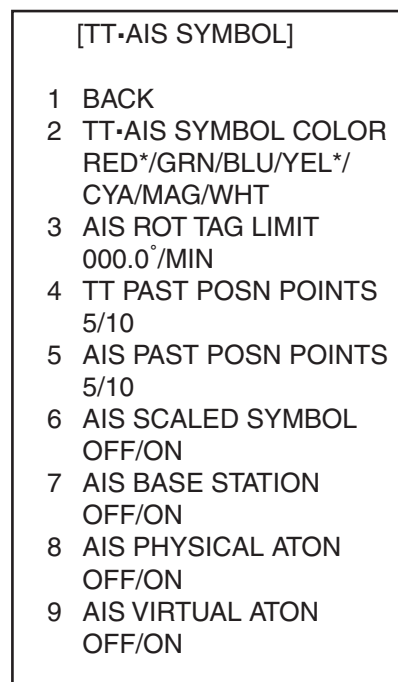 [TT▪AIS SYMBOL]
1 BACK
2 TT▪AIS SYMBOL COLOR
RED*/GRN/BLU/YEL*/
CYA/MAG/WHT
3 AIS ROT TAG LIMIT
000.0°/MIN
4 TT PAST POSN POINTS
5/10
5 AIS PAST POSN POINTS
5/10
6 AIS SCALED SYMBOL
OFF/ON
7 AIS BASE STATION
OFF/ON
8 AIS PHYSICAL ATON
OFF/ON
9 AIS VIRTUAL ATON
OFF/ON